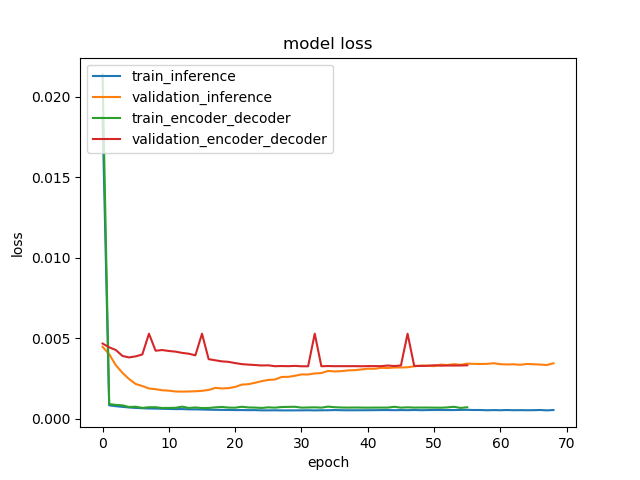 model loss
train_inference
validation_inference
train_encoder_decoder
validation_encoder_decoder
0.020
0.015
0.010
0.005
0.000
loss
0 10 20 30 40 50 60 70
epoch